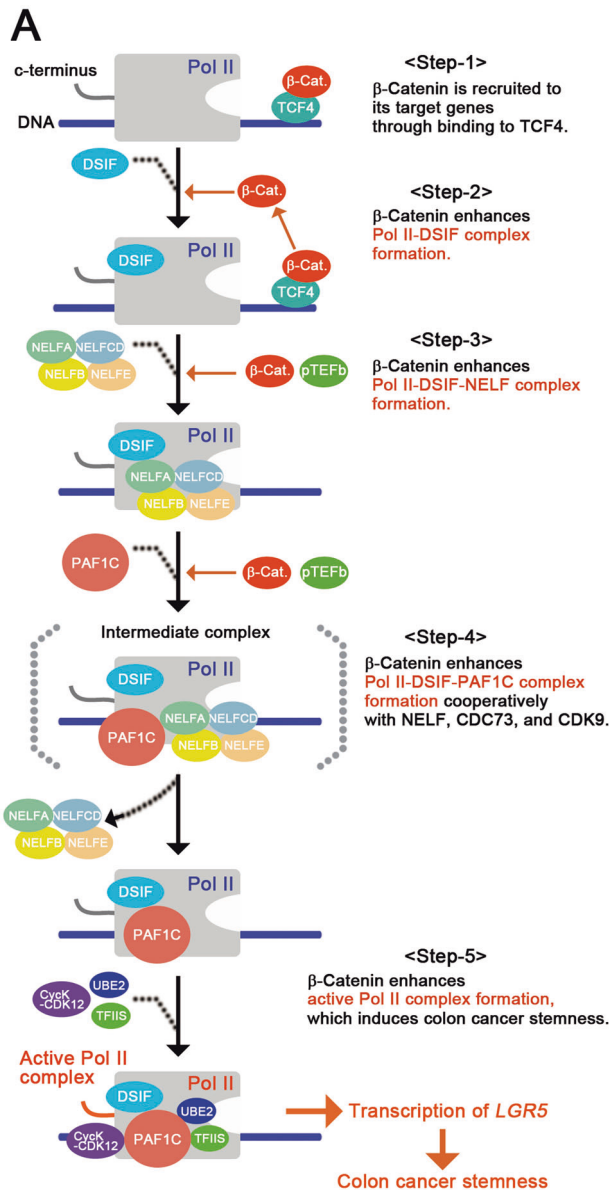 A
c-terminus
Pol II
β-Cat.
TCF4
DNA
<Step-1>
β-Catenin is recruited to
its target genes
through binding to TCF4.
DSIF
β-Cat.
<Step-2>
β-Catenin enhances
Pol II-DSIF complex
formation.
Pol II
DSIF
β-Cat.
TCF4
NELFA
NELFCD
NELFB
NELFE
β-Cat.
pTEFb
<Step-3>
β-Catenin enhances
Pol II-DSIF-NELF complex
formation.
Pol II
DSIF
NELFA
NELFCD
NELFB
NELFE
PAF1C
β-Cat.
pTEFb
Intermediate complex
<Step-4>
β-Catenin enhances
Pol II-DSIF-PAF1C complex
formation cooperatively
with NELF, CDC73, and CDK9.
Pol II
DSIF
NELFA
NELFCD
PAF1C
NELFB
NELFE
NELFA
NELFCD
NELFB
NELFE
Pol II
DSIF
PAF1C
<Step-5>
β-Catenin enhances
active Pol II complex formation,
which induces colon cancer stemness.
CycK
-CDK12
UBE2
TFIIS
Active Pol II
complex
Pol II
DSIF
UBE2
CycK
-CDK12
PAF1C
TFIIS
Transcription of LGR5
Colon cancer stemness